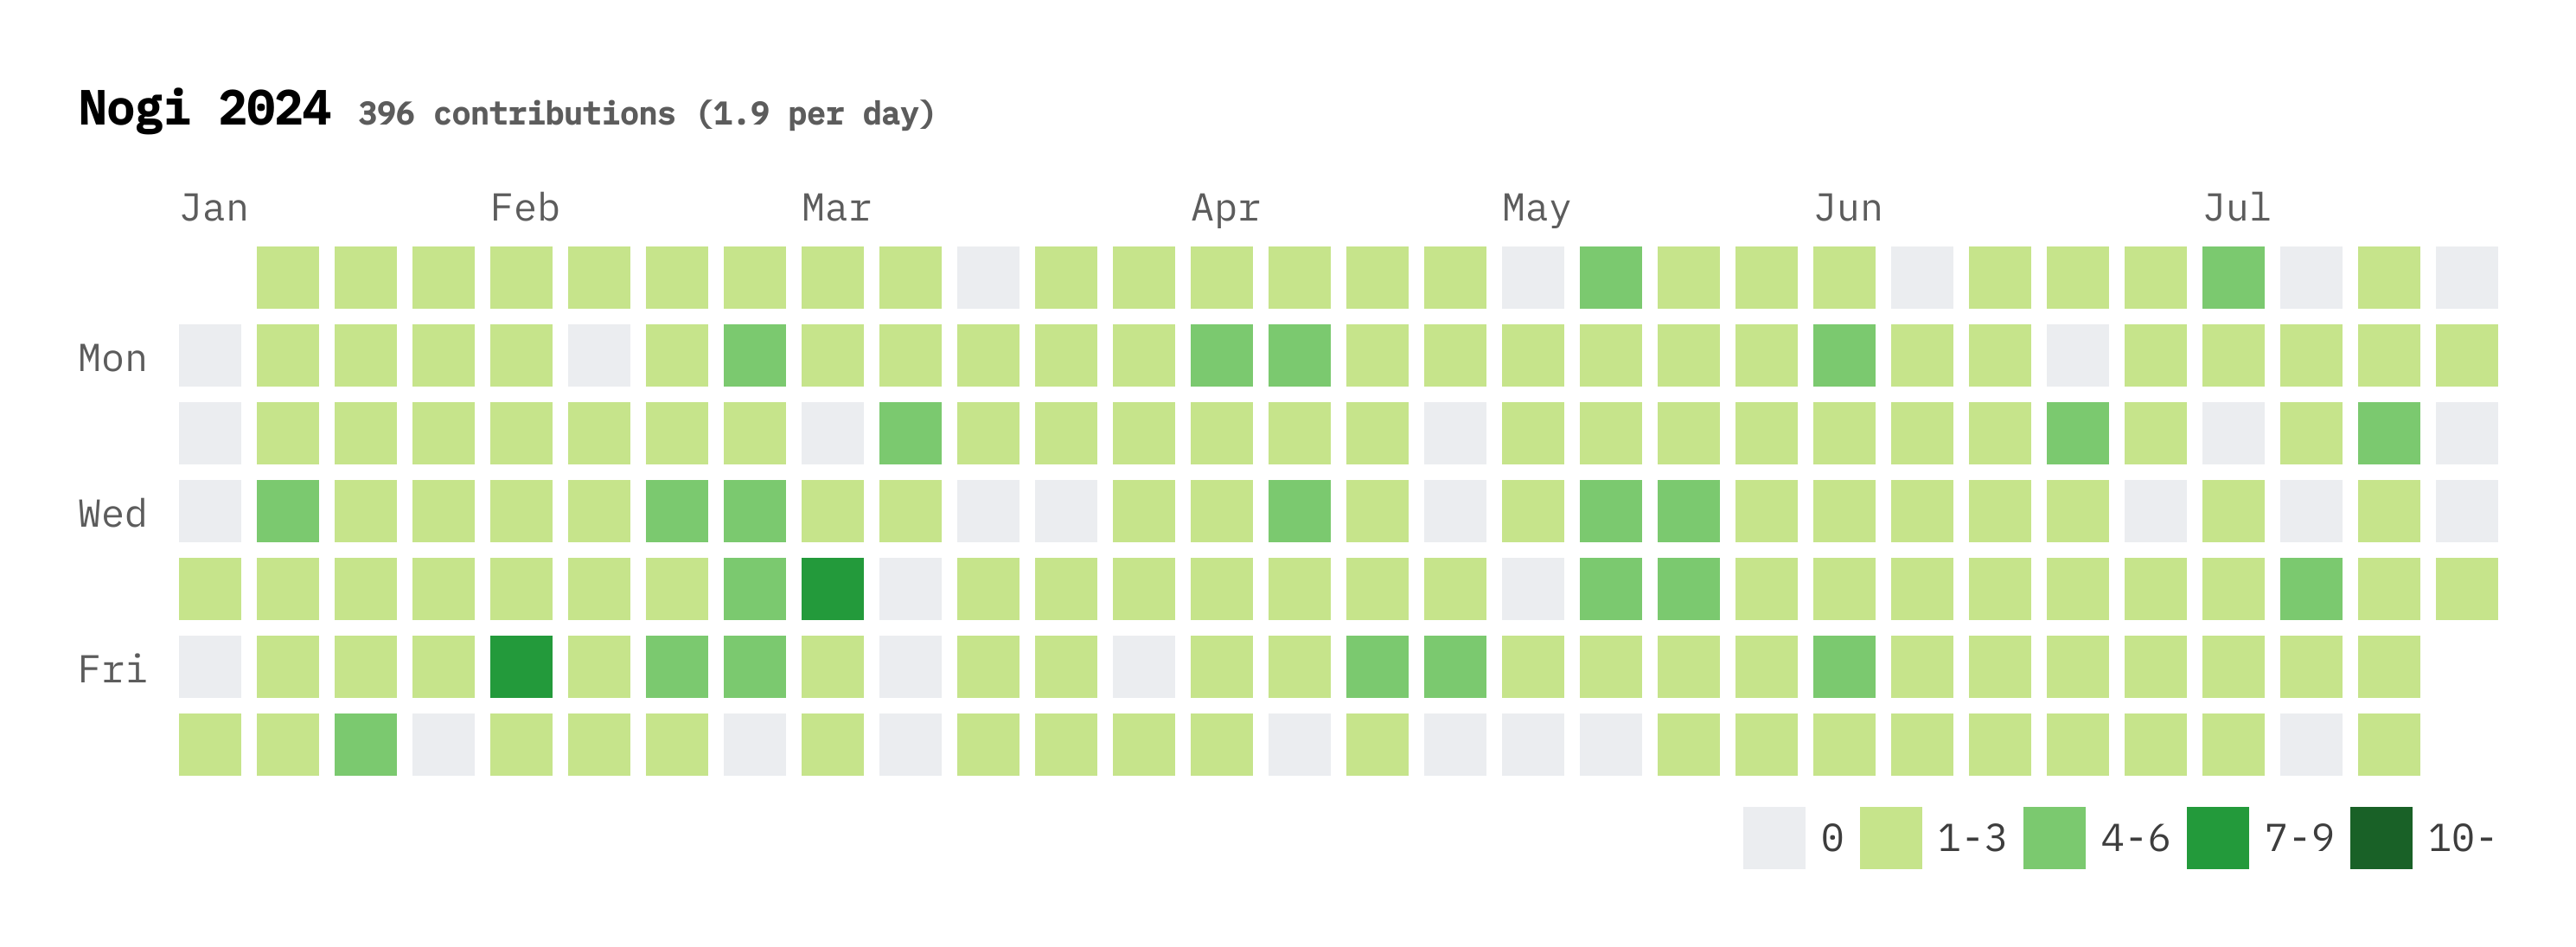 Nogi 2024 396 contributions (1.9 per day)
Jan Feb Mar Apr May Jun Jul
Mon
Wed
Fri
0 1-3 4-6 7-9 10-